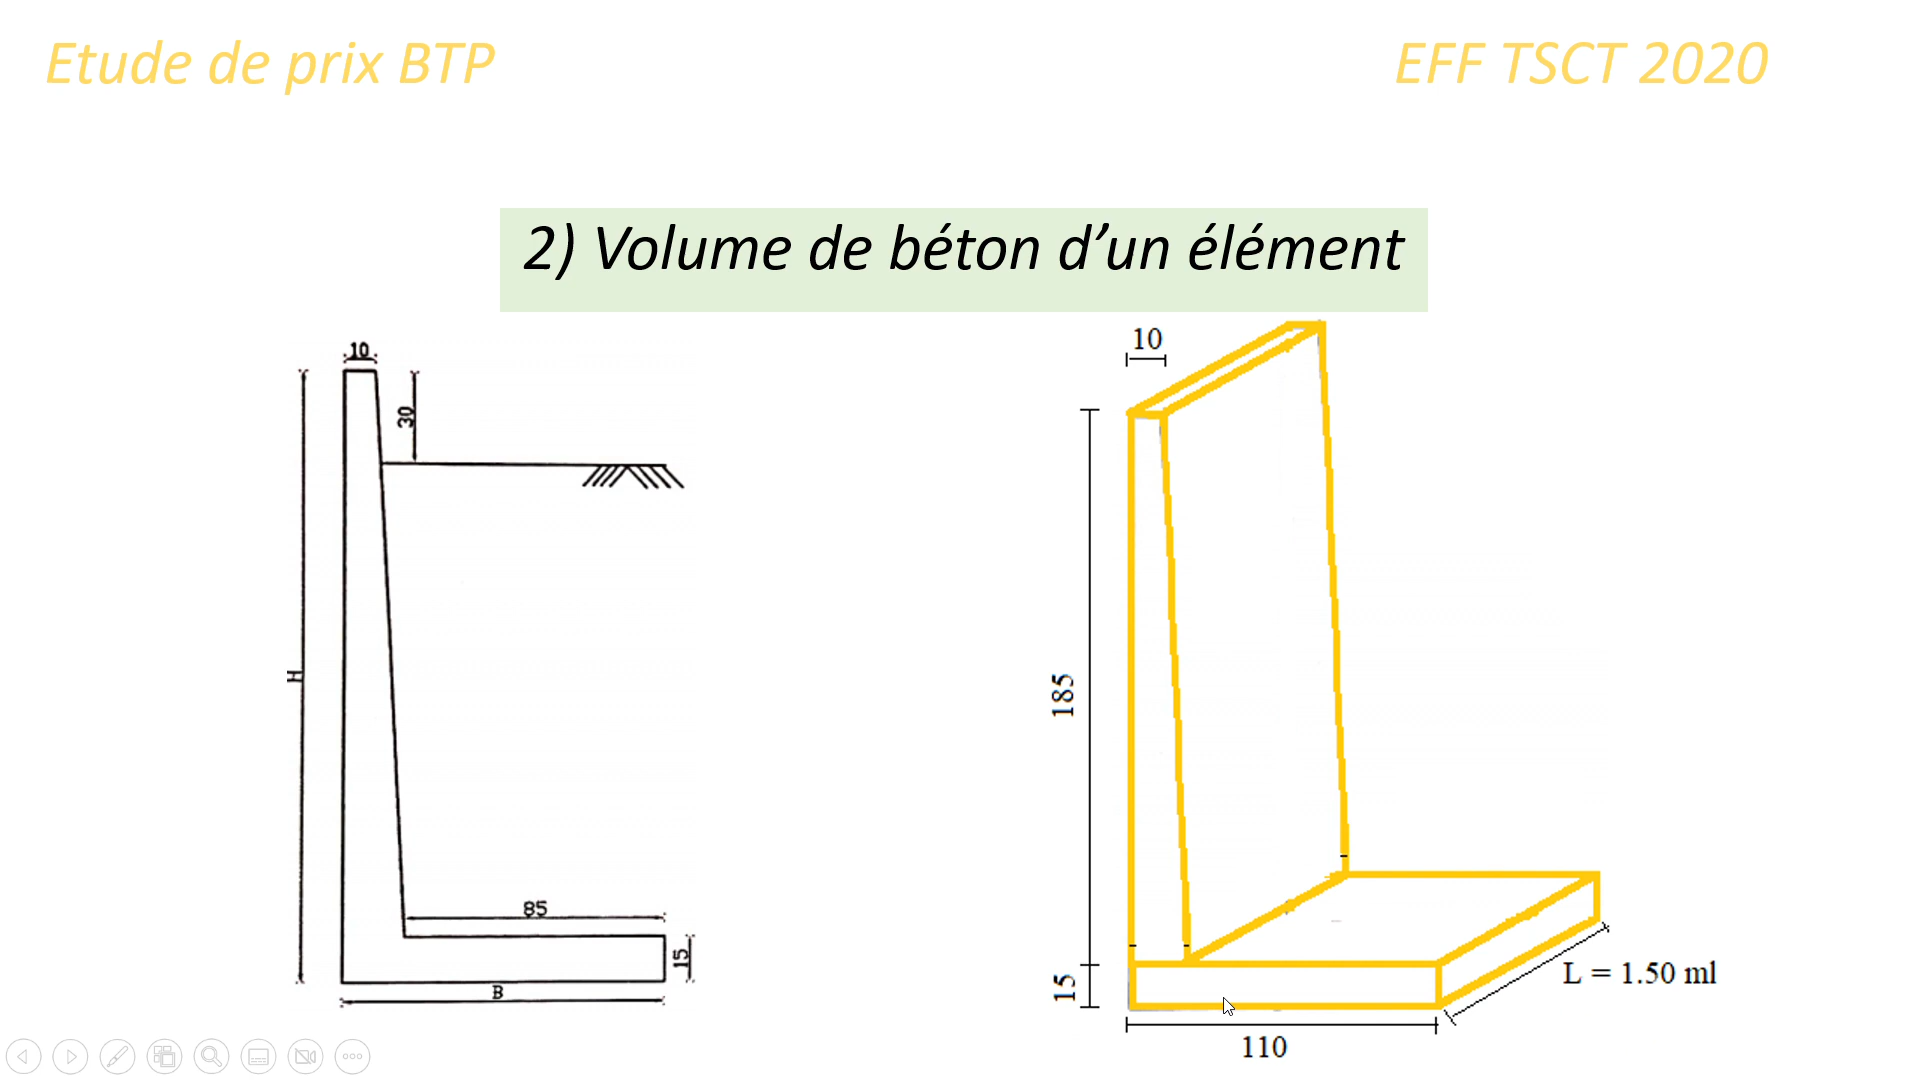 Etude de prix BTP
EFF TSCT 2020
2) Volume de béton d’un élément
10
30
H
85
15
B
10
185
15
L = 1.50 ml
110